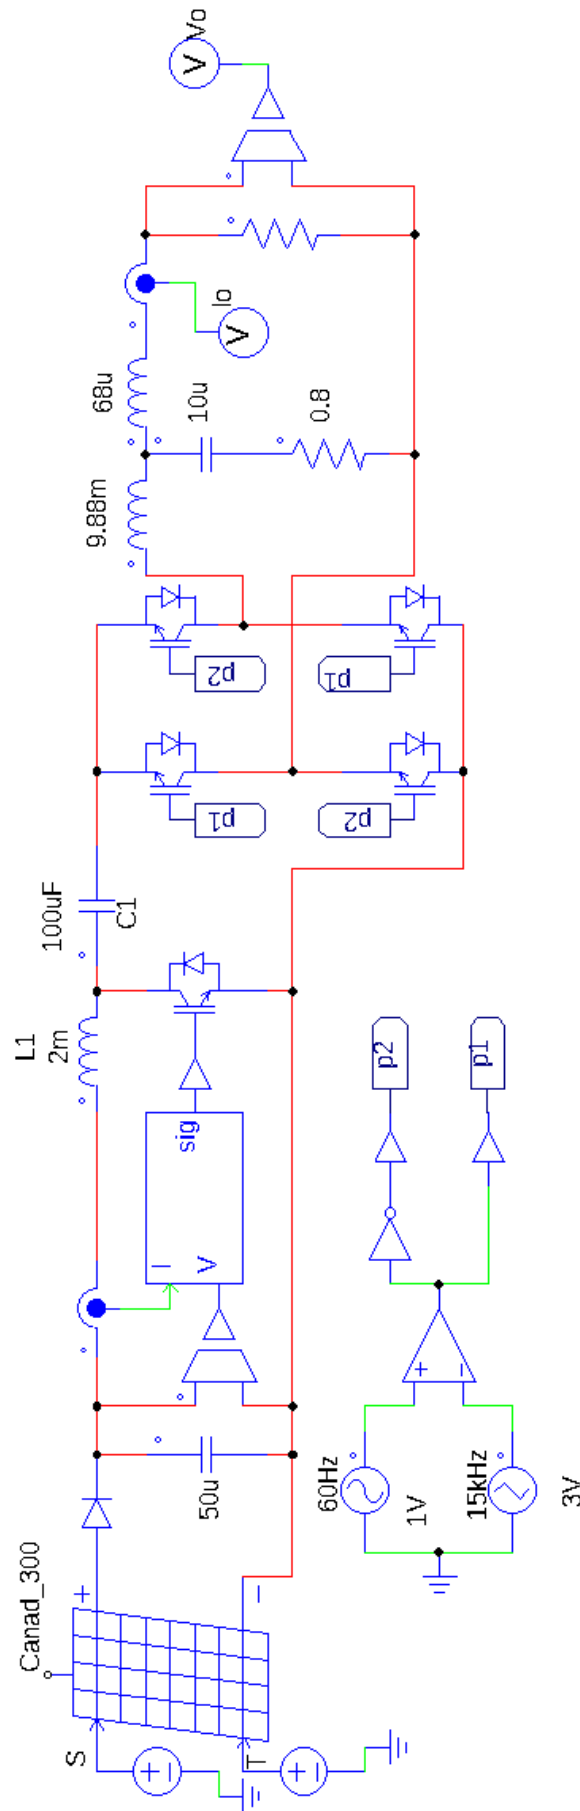 Canad_300
S
T
+
−
+
−
+
−
50u
I
V
sig
L1
2m
100uF
C1
p1
p2
p2
p1
9.88m
68u
10u
0.8
V
Io
V
Vo
60Hz
1V
15kHz
3V
+
−
p2
p1